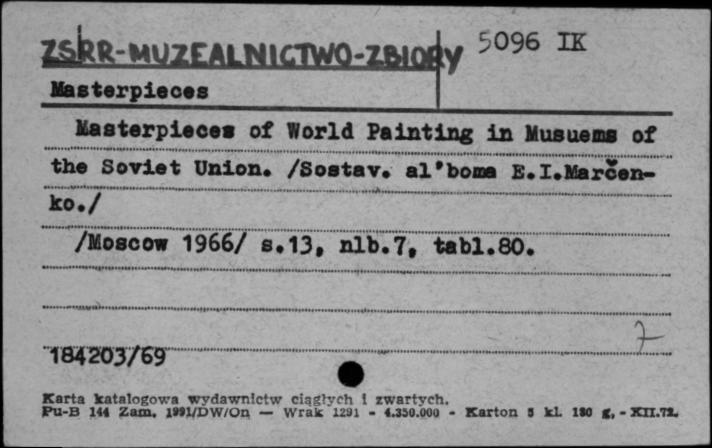 ZSRR-MUZEALNICTWO-ZBIORY 5096 IK
Masterpieces
Masterpieces of World Painting in Musuems of
the Soviet Union. /Sostav. al'boma E.I.Marčen-
ko./
/Moscow 1966/ s.13, nlb.7, tabl.80.
7
184203/69
Karta katalogowa wydawnictw ciągłych i zwartych.
Pu-B 144 Zam. 1991/DW/On — Wrak 1291 - 4.350.000 - Karton 5 kl. 180 g. - XII.72.